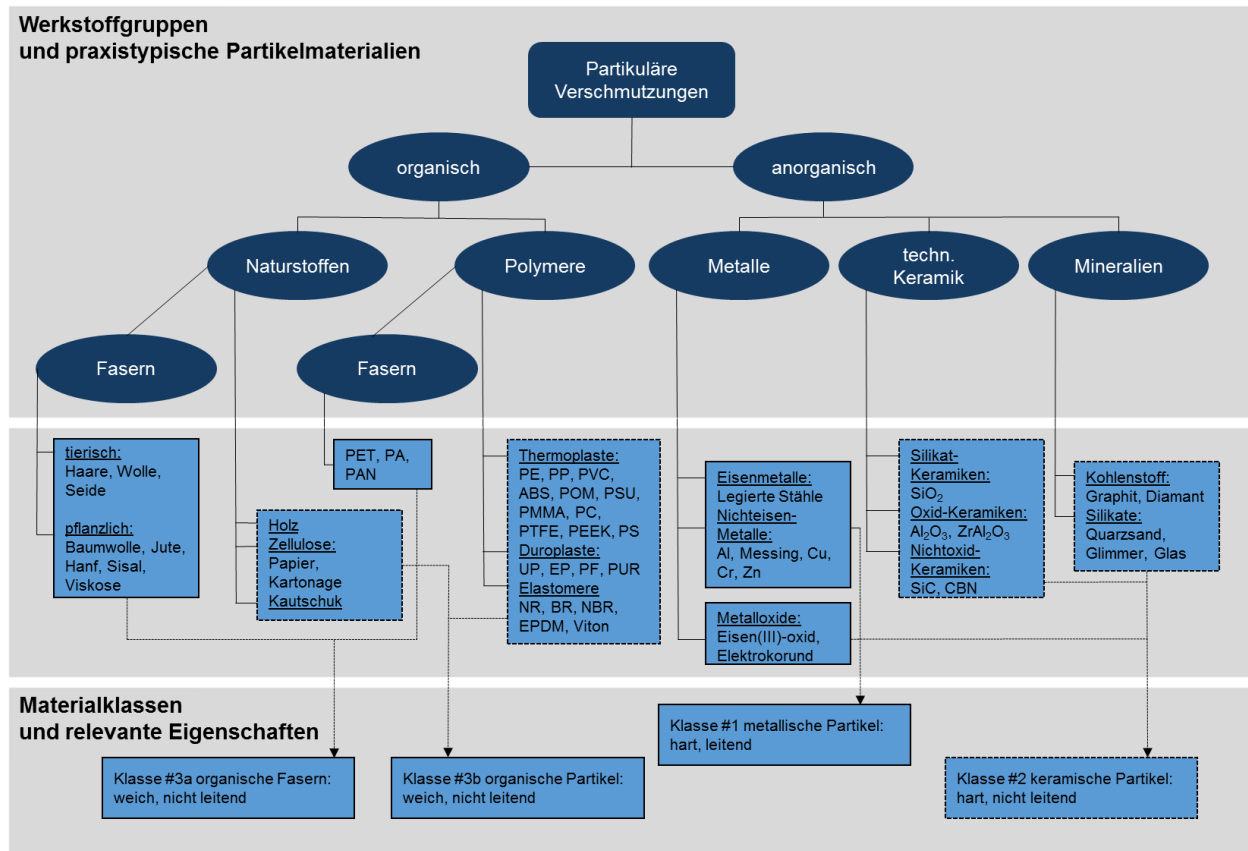 Werkstoffgruppen
und praxistypische Partikelmaterialien
Partikuläre
Verschmutzungen
organisch
anorganisch
Naturstoffen
Polymere
Metalle
techn.
Keramik
Mineralien
Fasern
Fasern
tierisch:
Haare, Wolle,
Seide
pflanzlich:
Baumwolle, Jute,
Hanf, Sisal,
Viskose
Holz
Zellulose:
Papier,
Kartonage
Kautschuk
PET, PA,
PAN
Thermoplaste:
PE, PP, PVC,
ABS, POM, PSU,
PMMA, PC,
PTFE, PEEK, PS
Duroplaste:
UP, EP, PF, PUR
Elastomere
NR, BR, NBR,
EPDM, Viton
Eisenmetalle:
Legierte Stähle
Nichteisen-
Metalle:
Al, Messing, Cu,
Cr, Zn
Metalloxide:
Eisen(III)-oxid,
Elektrokorund
Silikat-
Keramiken:
SiO₂
Oxid-Keramiken:
Al₂O₃, ZrAl₂O₃
Nichtoxid-
Keramiken:
SiC, CBN
Kohlenstoff:
Graphit, Diamant
Silikate:
Quarzsand,
Glimmer, Glas
Materialklassen
und relevante Eigenschaften
Klasse #3a organische Fasern:
weich, nicht leitend
Klasse #3b organische Partikel:
weich, nicht leitend
Klasse #1 metallische Partikel:
hart, leitend
Klasse #2 keramische Partikel:
hart, nicht leitend